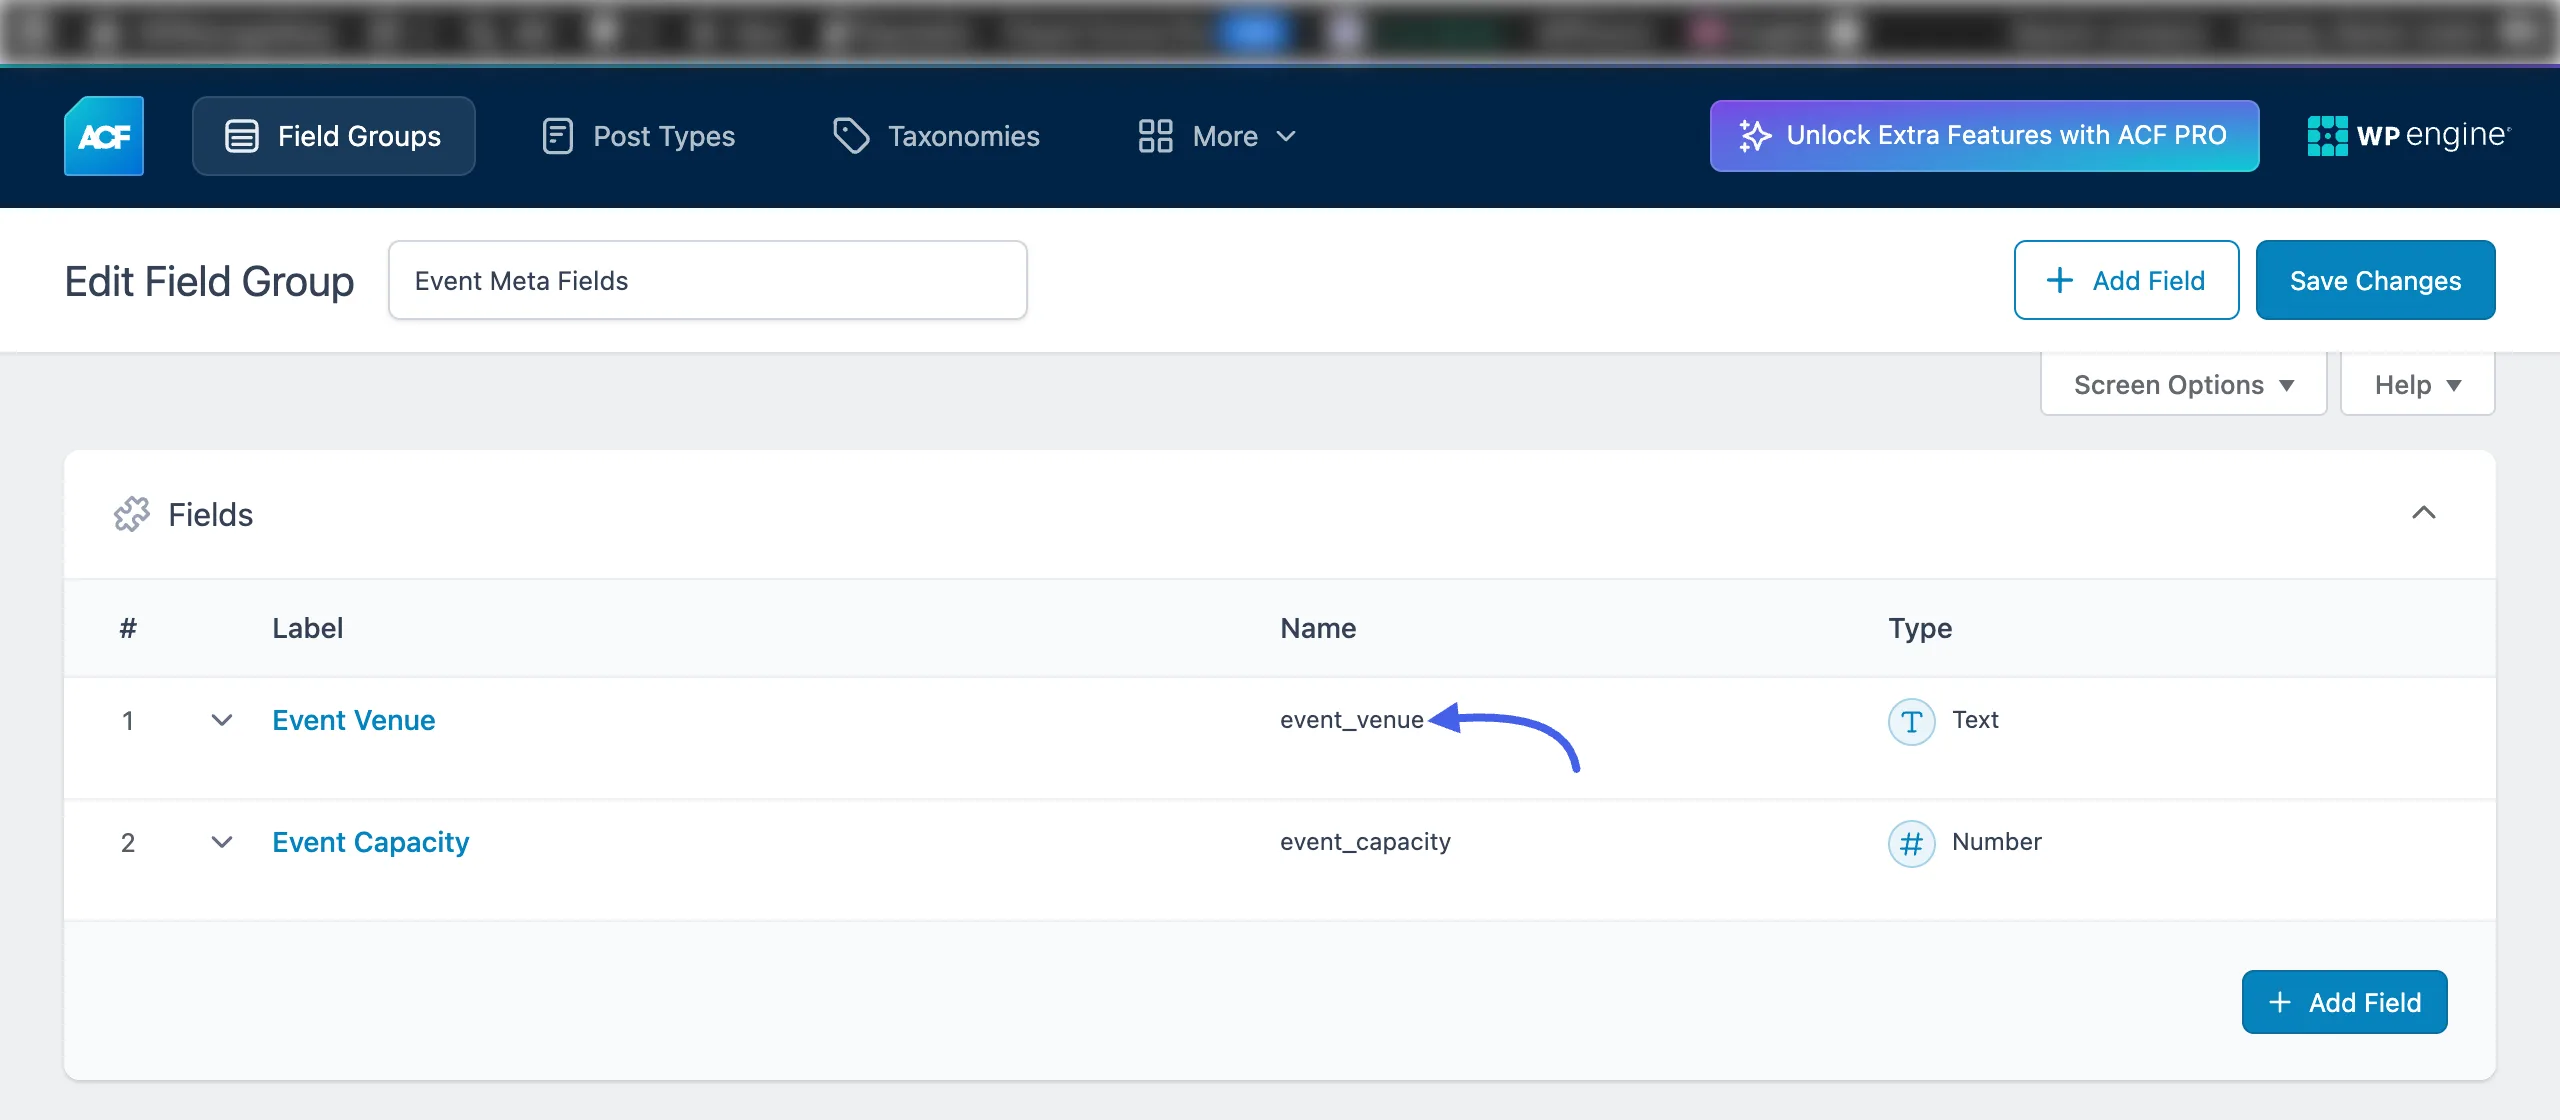 ACF Field Groups Post Types Taxonomies More Unlock Extra Features with ACF PRO WP engine
Edit Field Group Event Meta Fields + Add Field Save Changes
Screen Options Help
Fields
# Label Name Type
1 Event Venue event_venue T Text
2 Event Capacity event_capacity # Number
+ Add Field